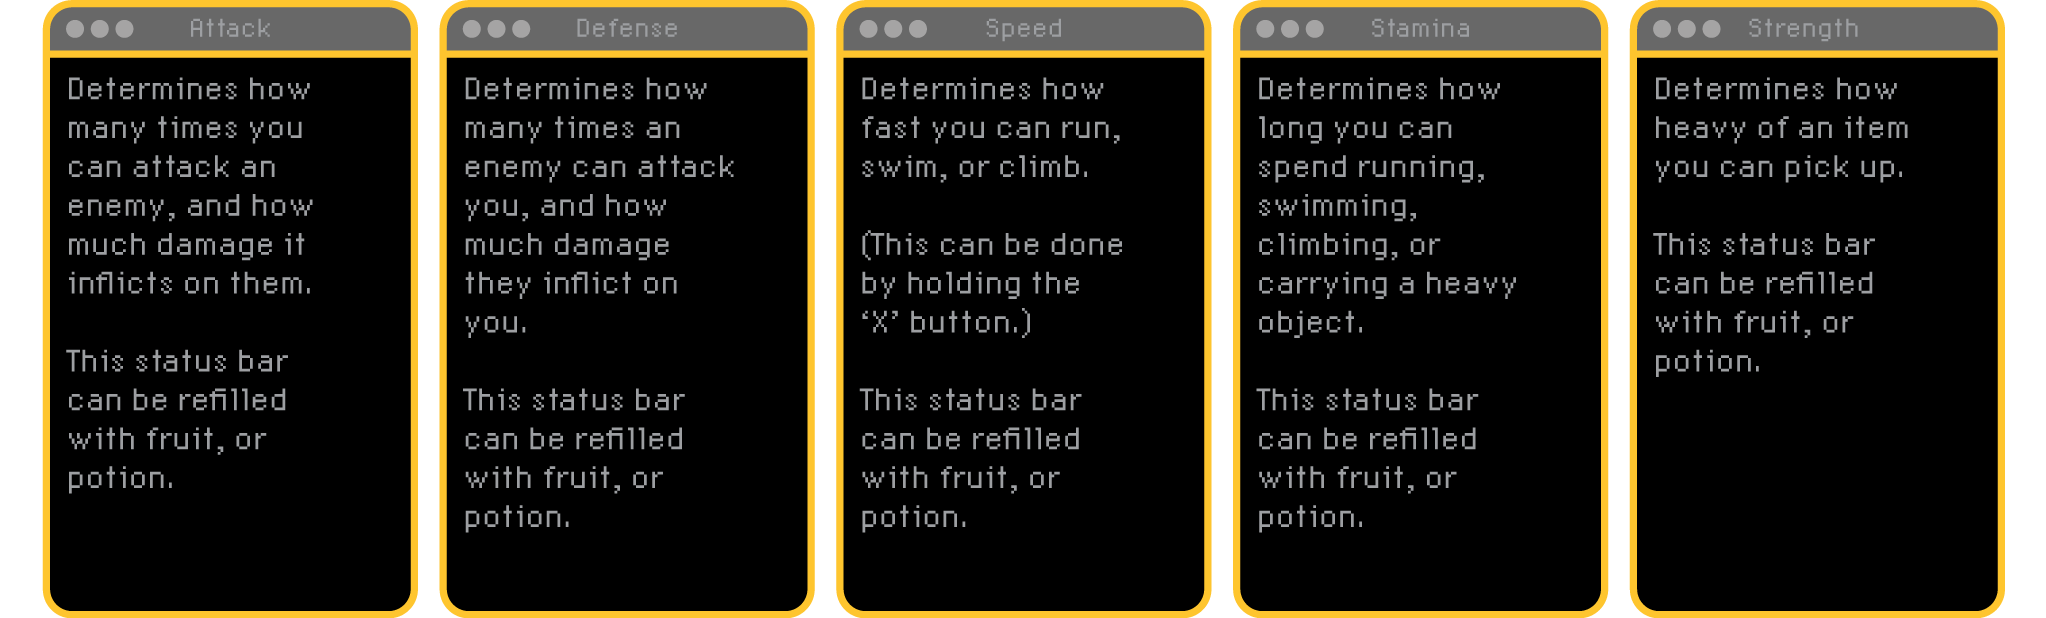 Attack
Determines how
many times you
can attack an
enemy, and how
much damage it
inflicts on them.
This status bar
can be refilled
with fruit, or
potion.
Defense
Determines how
many times an
enemy can attack
you, and how
much damage
they inflict on
you.
This status bar
can be refilled
with fruit, or
potion.
Speed
Determines how
fast you can run,
swim, or climb.
(This can be done
by holding the
‘X’ button.)
This status bar
can be refilled
with fruit, or
potion.
Stamina
Determines how
long you can
spend running,
swimming,
climbing, or
carrying a heavy
object.
This status bar
can be refilled
with fruit, or
potion.
Strength
Determines how
heavy of an item
you can pick up.
This status bar
can be refilled
with fruit, or
potion.